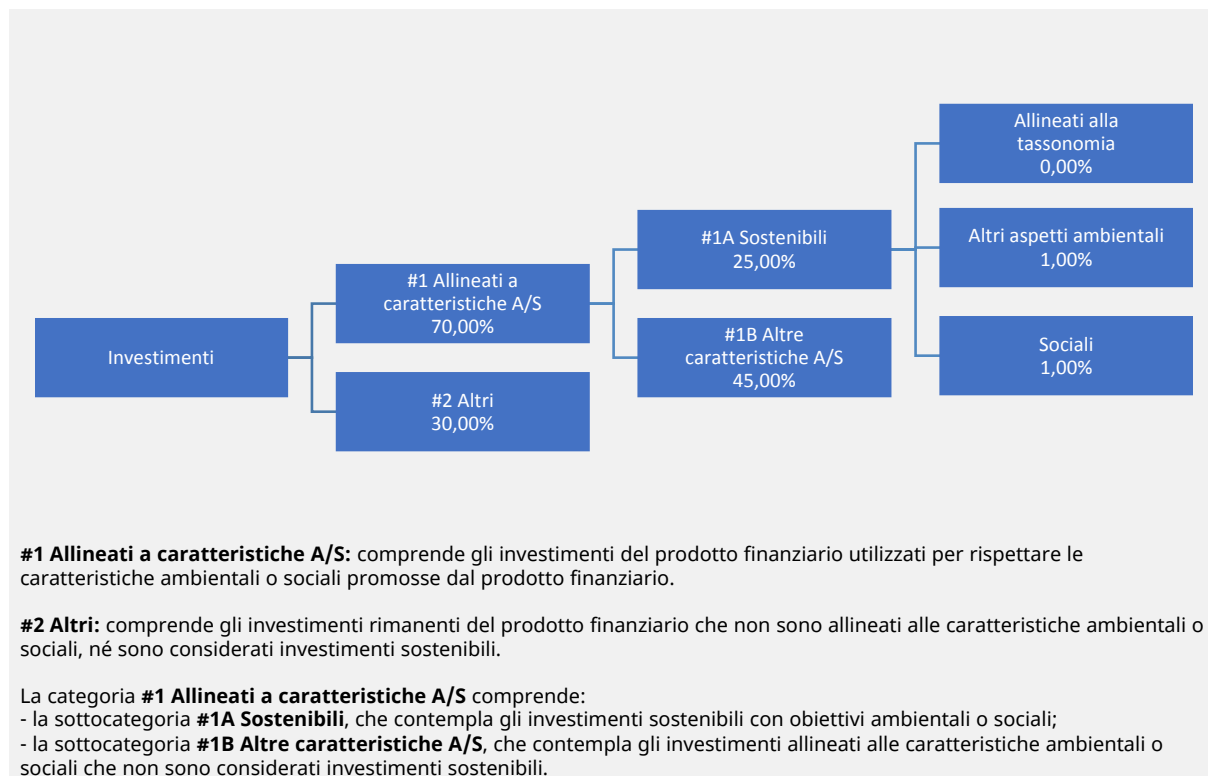 Investimenti
#1 Allineati a
caratteristiche A/S
70,00%
#2 Altri
30,00%
#1A Sostenibili
25,00%
#1B Altre
caratteristiche A/S
45,00%
Allineati alla
tassonomia
0,00%
Altri aspetti ambientali
1,00%
Sociali
1,00%
#1 Allineati a caratteristiche A/S: comprende gli investimenti del prodotto finanziario utilizzati per rispettare le
caratteristiche ambientali o sociali promosse dal prodotto finanziario.
#2 Altri: comprende gli investimenti rimanenti del prodotto finanziario che non sono allineati alle caratteristiche ambientali o
sociali, né sono considerati investimenti sostenibili.
La categoria #1 Allineati a caratteristiche A/S comprende:
- la sottocategoria #1A Sostenibili, che contempla gli investimenti sostenibili con obiettivi ambientali o sociali;
- la sottocategoria #1B Altre caratteristiche A/S, che contempla gli investimenti allineati alle caratteristiche ambientali o
sociali che non sono considerati investimenti sostenibili.